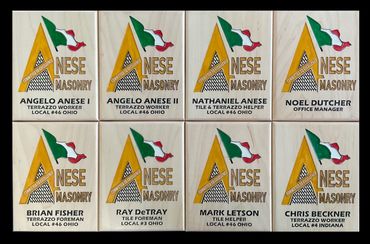 ANESE
MASONRY
ANGELO ANESE I
TERRAZZO WORKER
LOCAL #46 OHIO
ANESE
MASONRY
ANGELO ANESE II
TERRAZZO WORKER
LOCAL #46 OHIO
ANESE
MASONRY
NATHANIEL ANESE
TILE & TERRAZZO HELPER
LOCAL #46 OHIO
ANESE
MASONRY
NOEL DUTCHER
OFFICE MANAGER
ANESE
MASONRY
BRIAN FISHER
TERRAZZO FOREMAN
LOCAL #46 OHIO
ANESE
MASONRY
RAY DeTRAY
TILE FOREMAN
LOCAL #3 OHIO
ANESE
MASONRY
MARK LETSON
TILE HELPER
LOCAL #46 OHIO
ANESE
MASONRY
CHRIS BECKNER
TERRAZZO WORKER
LOCAL #4 INDIANA